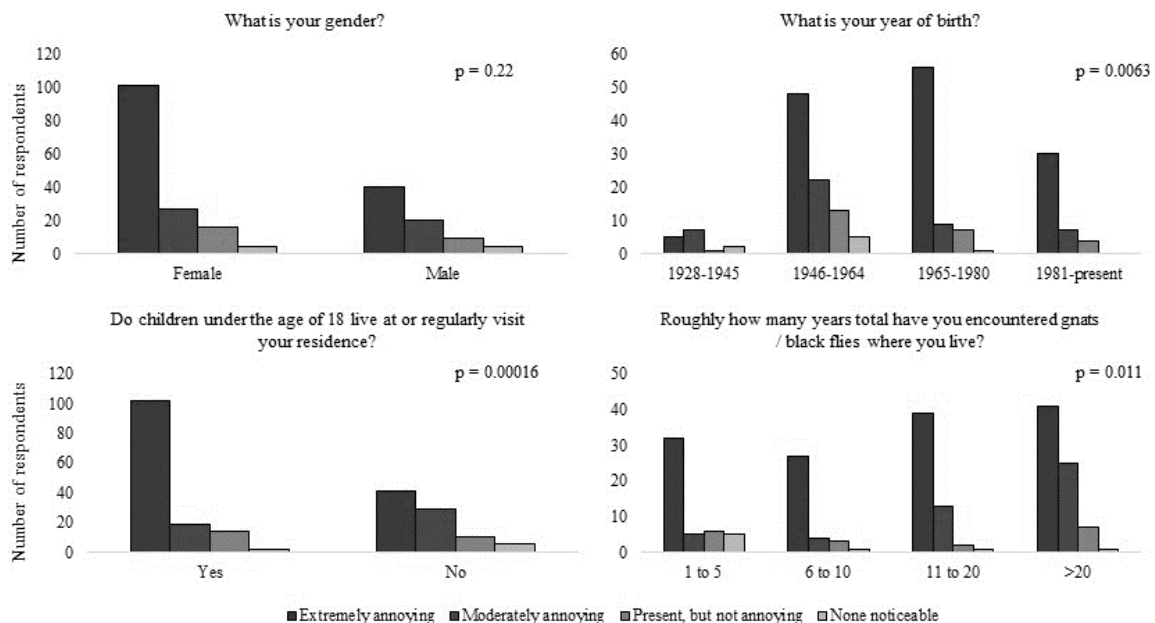 What is your gender?
p = 0.22
Number of respondents
120
100
80
60
40
20
0
Female Male
What is your year of birth?
p = 0.0063
60
50
40
30
20
10
0
1928-1945 1946-1964 1965-1980 1981-present
Do children under the age of 18 live at or regularly visit
your residence?
p = 0.00016
Number of respondents
120
100
80
60
40
20
0
Yes No
Roughly how many years total have you encountered gnats
/ black flies where you live?
p = 0.011
50
40
30
20
10
0
1 to 5 6 to 10 11 to 20 >20
Extremely annoying Moderately annoying Present, but not annoying None noticeable